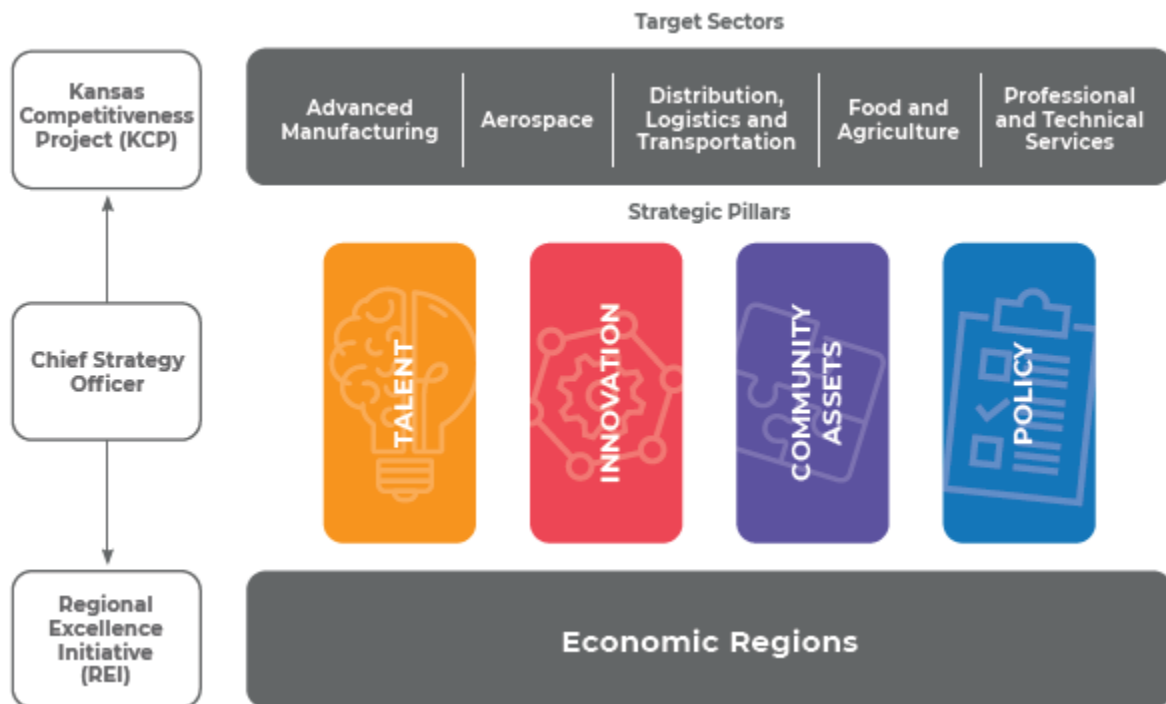 Target Sectors
Kansas
Competitiveness
Project (KCP)
Advanced
Manufacturing
Aerospace
Distribution,
Logistics and
Transportation
Food and
Agriculture
Professional
and Technical
Services
Strategic Pillars
Chief Strategy
Officer
TALENT
INNOVATION
COMMUNITY
ASSETS
POLICY
Regional
Excellence
Initiative
(REI)
Economic Regions